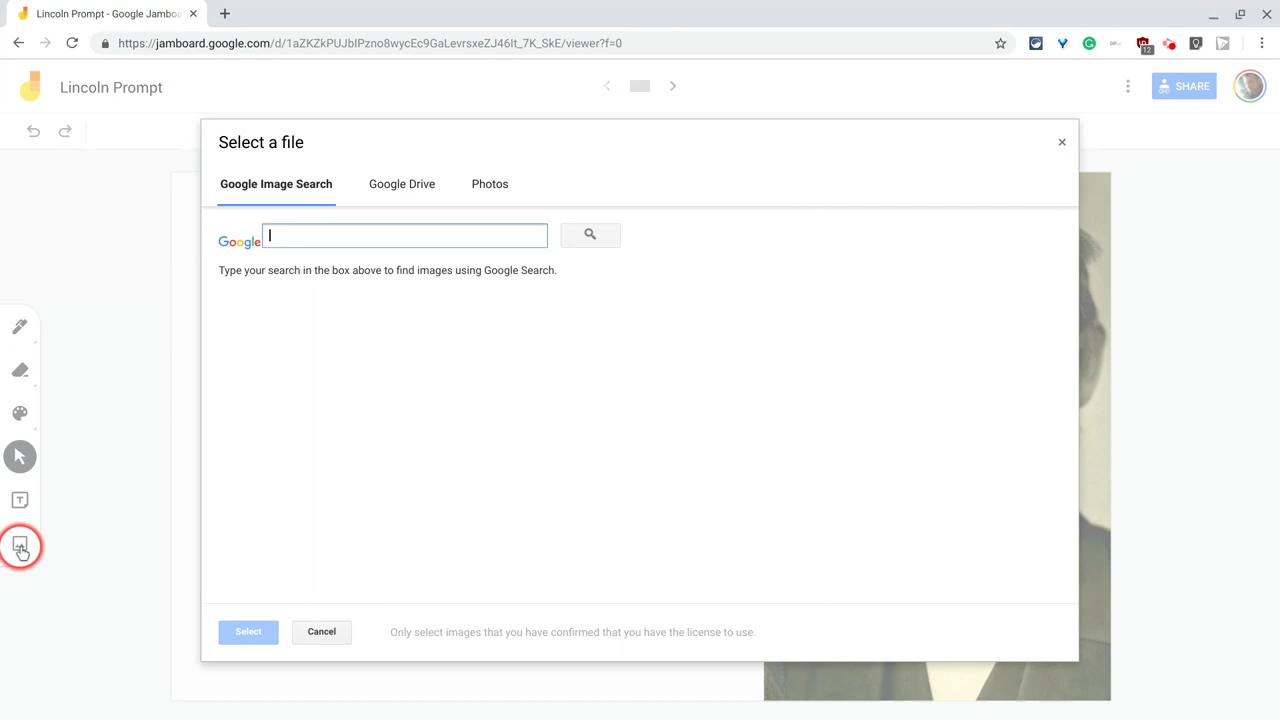 Lincoln Prompt - Google Jambo
https://jamboard.google.com/d/1aZKZkPUJbIPzno8wycEc9GaLevrsxeZJ46It_7K_SkE/viewer?f=0
12
Lincoln Prompt
SHARE
Select a file
Google Image Search
Google Drive
Photos
Google
Type your search in the box above to find images using Google Search.
Select
Cancel
Only select images that you have confirmed that you have the license to use.